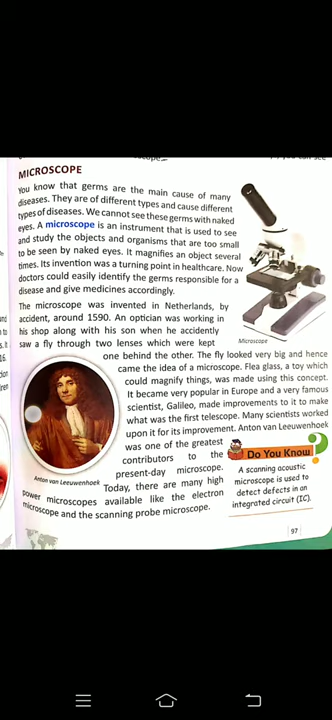 MICROSCOPE
You know that germs are the main cause of many
diseases. They are of different types and cause different
types of diseases. We cannot see these germs with naked
eyes. A microscope is an instrument that is used to see
and study the objects and organisms that are too small
to be seen by naked eyes. It magnifies an object several
times. Its invention was a turning point in healthcare. Now
doctors could easily identify the germs responsible for a
disease and give medicines accordingly.
Microscope
The microscope was invented in Netherlands, by
accident, around 1590. An optician was working in
his shop along with his son when he accidently
saw a fly through two lenses which were kept
one behind the other. The fly looked very big and hence
came the idea of a microscope. Flea glass, a toy which
could magnify things, was made using this concept.
It became very popular in Europe and a very famous
scientist, Galileo, made improvements to it to make
what was the first telescope. Many scientists worked
upon it for its improvement. Anton van Leeuwenhoek
was one of the greatest
contributors to the
present-day microscope.
Today, there are many high
power microscopes available like the electron
microscope and the scanning probe microscope.
Anton van Leeuwenhoek
Do You Know
?
A scanning acoustic
microscope is used to
detect defects in an
integrated circuit (IC).
97